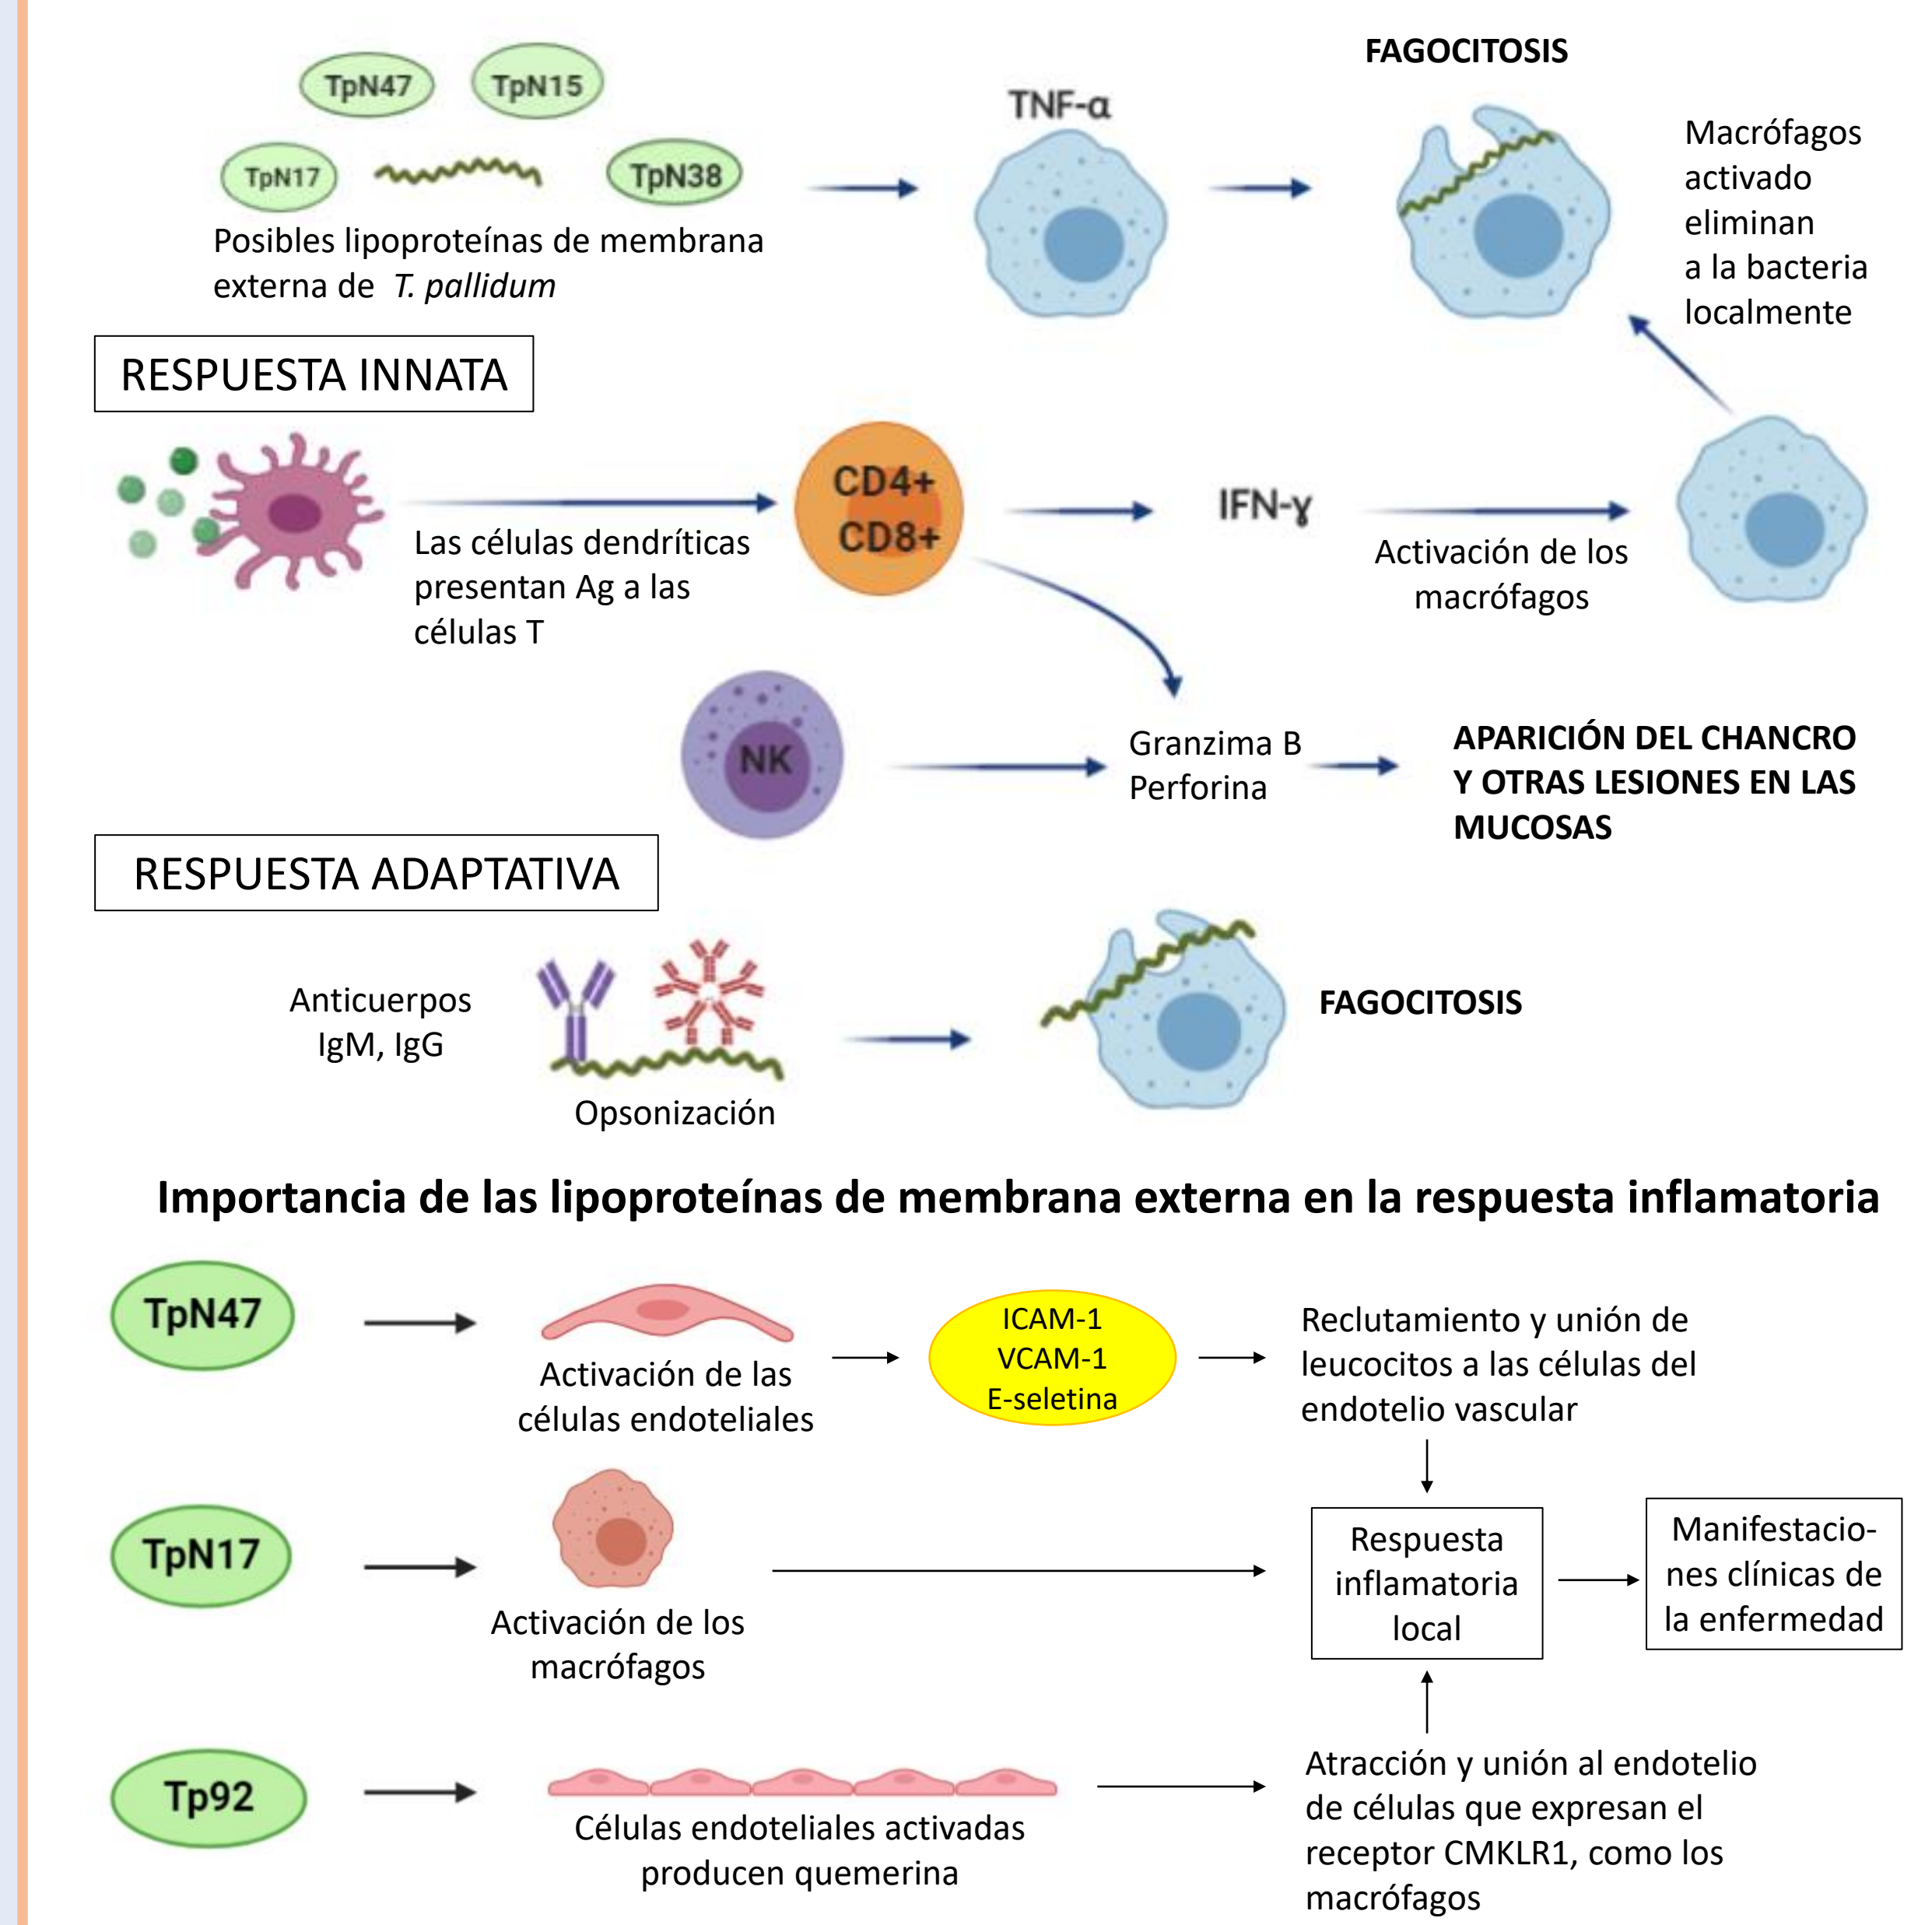 FAGOCITOSIS
TpN47
TpN15
TNF-α
TpN17
TpN38
Macrófagos
activado
eliminan
a la bacteria
localmente
Posibles lipoproteínas de membrana
externa de T. pallidum
RESPUESTA INNATA
CD4+
CD8+
IFN-ɣ
Las células dendríticas
presentan Ag a las
células T
Activación de los
macrófagos
NK
Granzima B
Perforina
APARICIÓN DEL CHANCRO
Y OTRAS LESIONES EN LAS
MUCOSAS
RESPUESTA ADAPTATIVA
Anticuerpos
IgM, IgG
Opsonización
FAGOCITOSIS
Importancia de las lipoproteínas de membrana externa en la respuesta inflamatoria
TpN47
Activación de las
células endoteliales
ICAM-1
VCAM-1
E-seletina
Reclutamiento y unión de
leucocitos a las células del
endotelio vascular
TpN17
Activación de los
macrófagos
Respuesta
inflamatoria
local
Manifestacio-
nes clínicas de
la enfermedad
Tp92
Células endoteliales activadas
producen quemerina
Atracción y unión al endotelio
de células que expresan el
receptor CMKLR1, como los
macrófagos